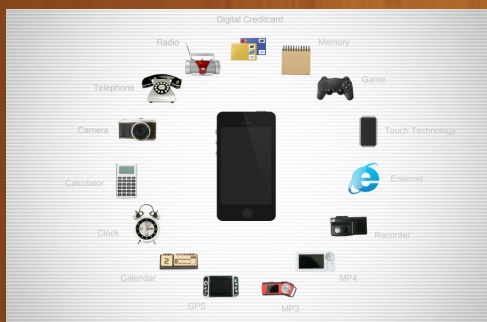 Digital Creditcard
Radio
Memory
Telephone
Game
Camera
Touch Technology
Calculator
Enternet
Clock
Recorder
Calendar
MP4
GPS
MP3